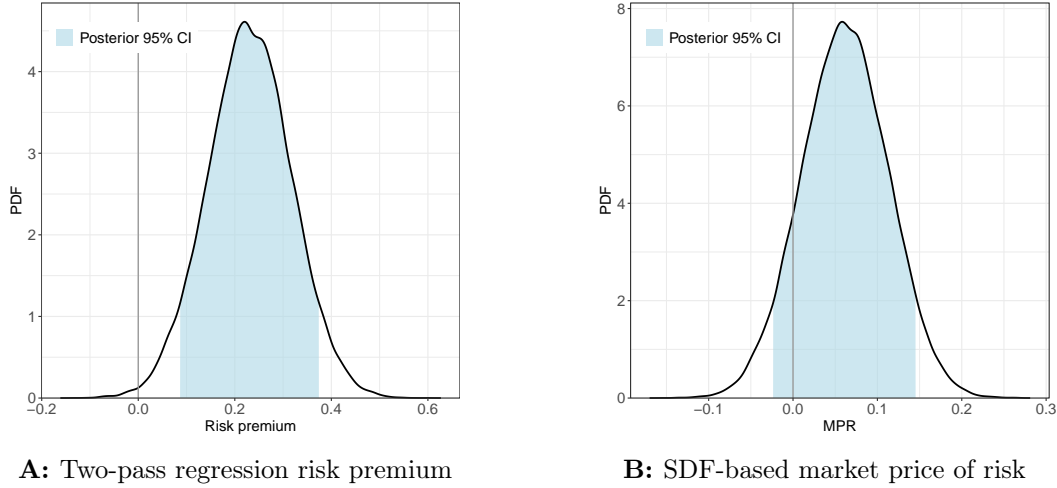 Posterior 95% CI
PDF
4
3
2
1
0
−0.2
0.0
0.2
0.4
0.6
Risk premium
A: Two-pass regression risk premium
Posterior 95% CI
PDF
8
6
4
2
0
−0.1
0.0
0.1
0.2
0.3
MPR
B: SDF-based market price of risk